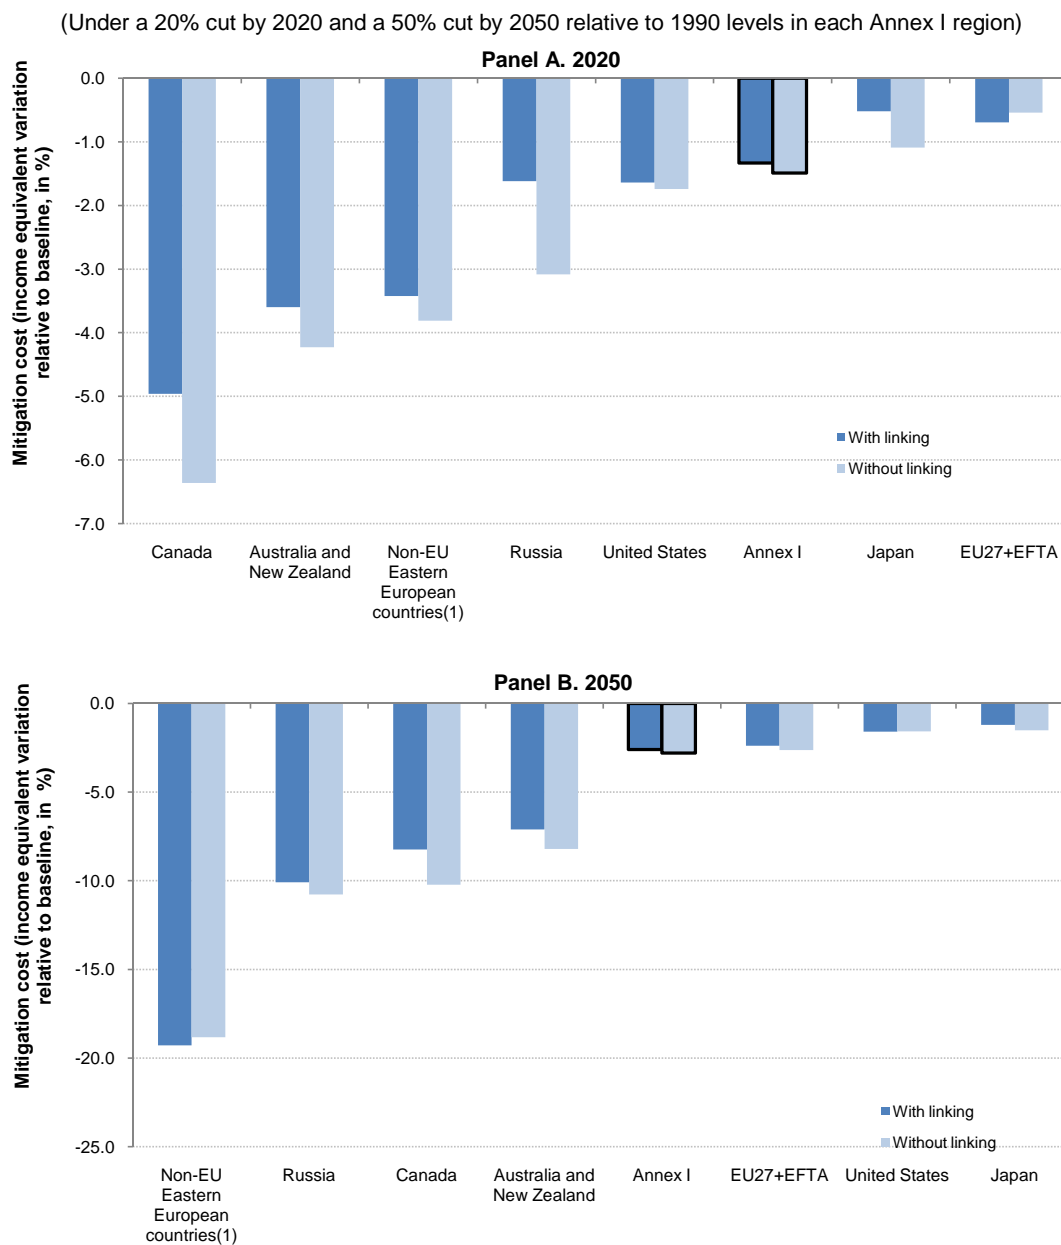 (Under a 20% cut by 2020 and a 50% cut by 2050 relative to 1990 levels in each Annex I region)
Panel A. 2020
Mitigation cost (income equivalent variation
relative to baseline, in %)
0.0
-1.0
-2.0
-3.0
-4.0
-5.0
-6.0
-7.0
With linking
Without linking
Canada
Australia and
New Zealand
Non-EU
Eastern
European
countries(1)
Russia
United States
Annex I
Japan
EU27+EFTA
Panel B. 2050
Mitigation cost (income equivalent variation
relative to baseline, in %)
0.0
-5.0
-10.0
-15.0
-20.0
-25.0
With linking
Without linking
Non-EU
Eastern
European
countries(1)
Russia
Canada
Australia and
New Zealand
Annex I
EU27+EFTA
United States
Japan